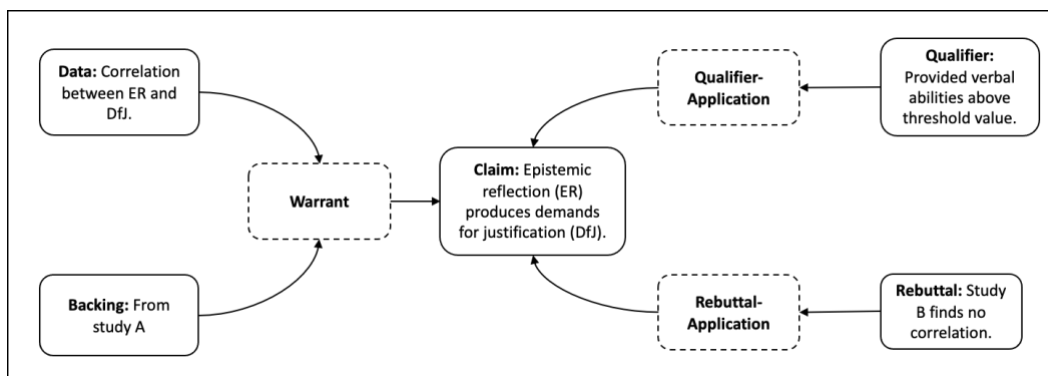 Data: Correlation
between ER and
DfJ.
Backing: From
study A
Warrant
Claim: Epistemic
reflection (ER)
produces demands
for justification (DfJ).
Qualifier-
Application
Rebuttal-
Application
Qualifier:
Provided verbal
abilities above
threshold value.
Rebuttal: Study
B finds no
correlation.